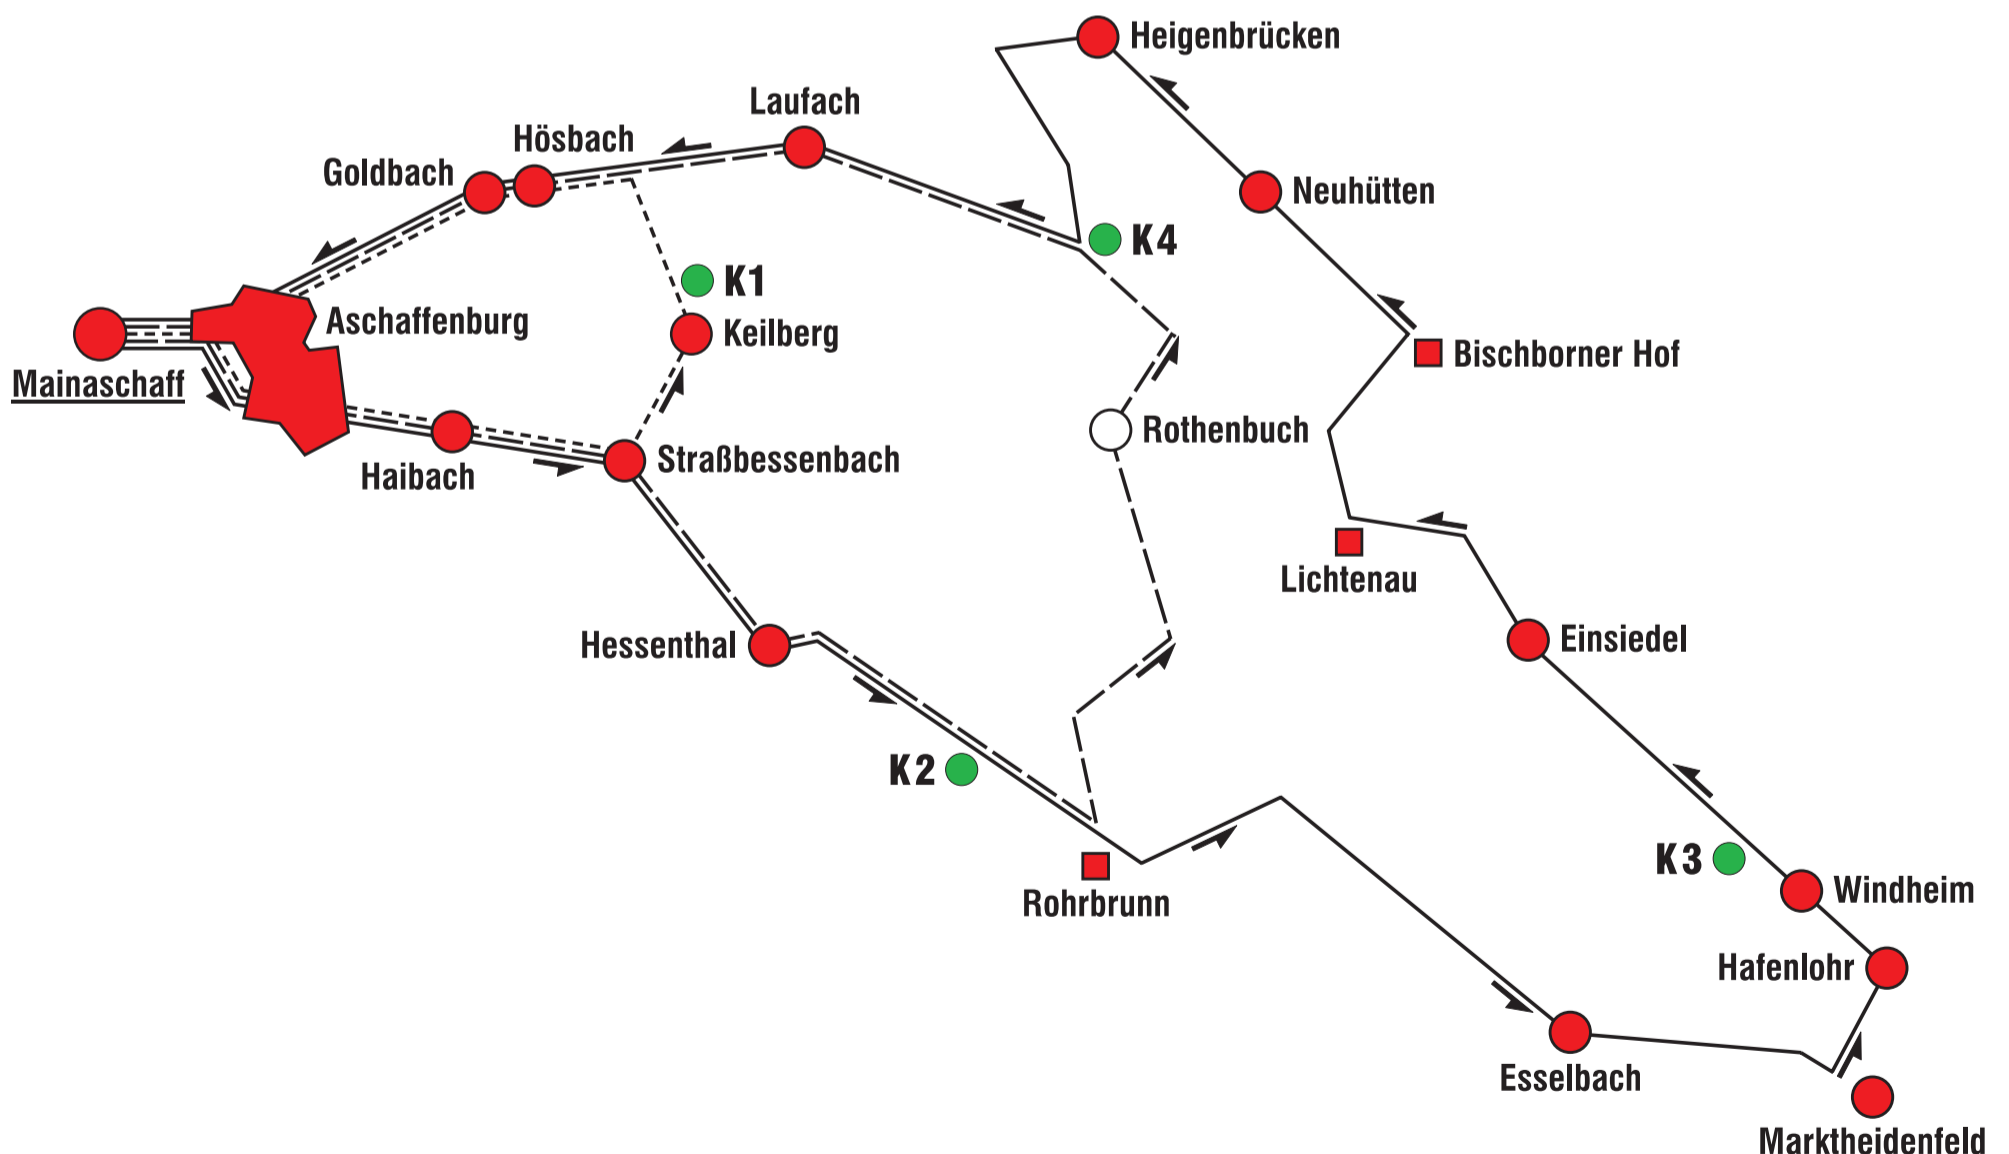 Heigenbrücken
Laufach
Hösbach
Goldbach
Neuhütten
K4
K1
Aschaffenburg
Keilberg
Bischborner Hof
Mainaschaff
Rothenbuch
Straßbessenbach
Haibach
Lichtenau
Einsiedel
Hessenthal
K2
K3
Windheim
Rohrbrunn
Hafenlohr
Esselbach
Marktheidenfeld